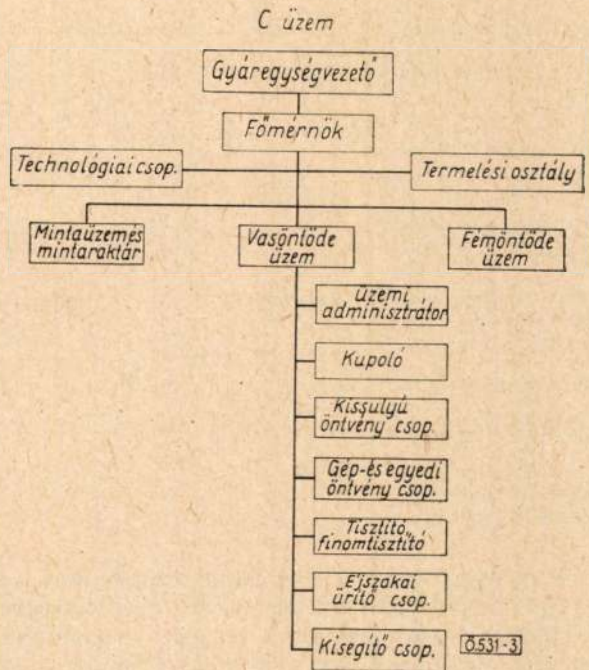 C üzem
Gyáregységvezető
Főmérnök
Technológiai csop.
Termelési osztály
Mintaüzem és
mintaraktár
Vasöntöde
üzem
Fémöntöde
üzem
üzemi
adminisztrátor
Kupoló
Kissulyú
öntvény csop.
Gép-és egyedi
öntvény csop.
Tisztító,
finomtisztító
Éjszakai
ürítő csop.
Kisegítő csop.
Ö.531-3